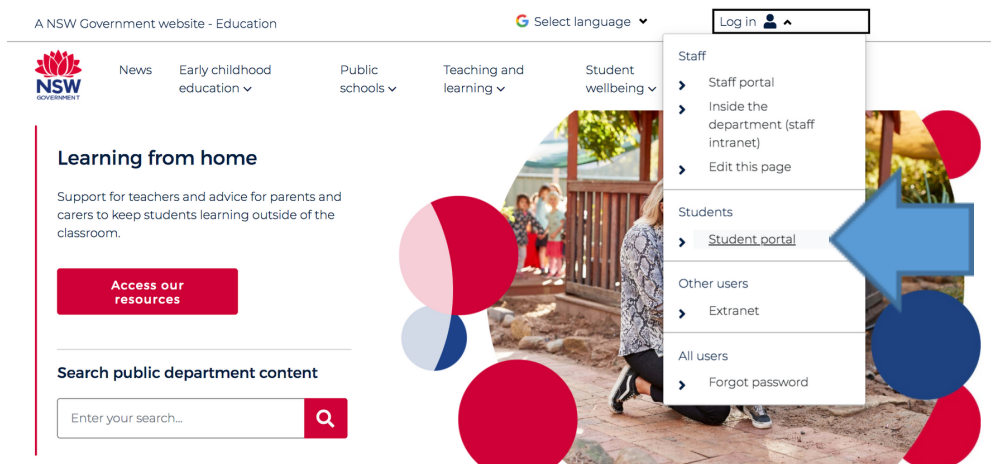 A NSW Government website - Education
G Select language
Log in
NSW
GOVERNMENT
News
Early childhood
education
Public
schools
Teaching and
learning
Student
wellbeing
Staff
Staff portal
Inside the
department (staff
intranet)
Edit this page
Students
Student portal
Other users
Extranet
All users
Forgot password
Learning from home
Support for teachers and advice for parents and
carers to keep students learning outside of the
classroom.
Access our
resources
Search public department content
Enter your search...